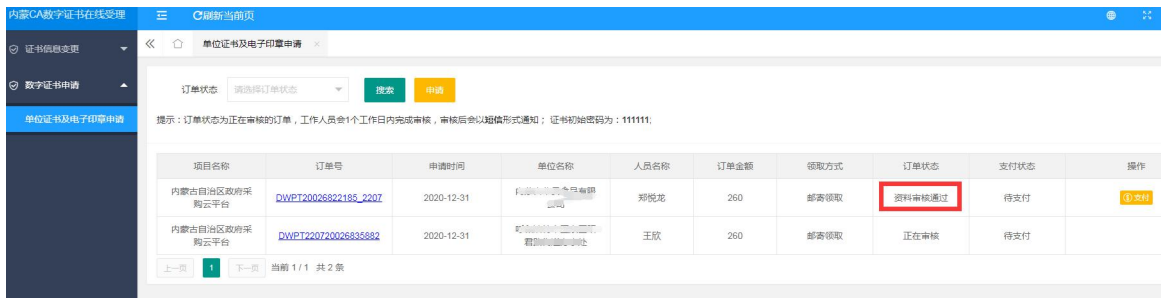 内蒙CA数字证书在线受理
刷新当前页
证书信息变更
单位证书及电子印章申请 ×
数字证书申请
单位证书及电子印章申请
订单状态 请选择订单状态 搜索 申请
提示：订单状态为正在审核的订单，工作人员会1个工作日内完成审核，审核后会以短信形式通知； 证书初始密码为：111111;
项目名称 订单号 申请时间 单位名称 人员名称 订单金额 领取方式 订单状态 支付状态 操作
内蒙古自治区政府采购云平台 DWPT20026822185_2207 2020-12-31 郑悦龙 260 邮寄领取 资料审核通过 待支付 支付
内蒙古自治区政府采购云平台 DWPT220720026835882 2020-12-31 王欣 260 邮寄领取 正在审核 待支付
上一页 1 下一页 当前 1 / 1 共 2 条